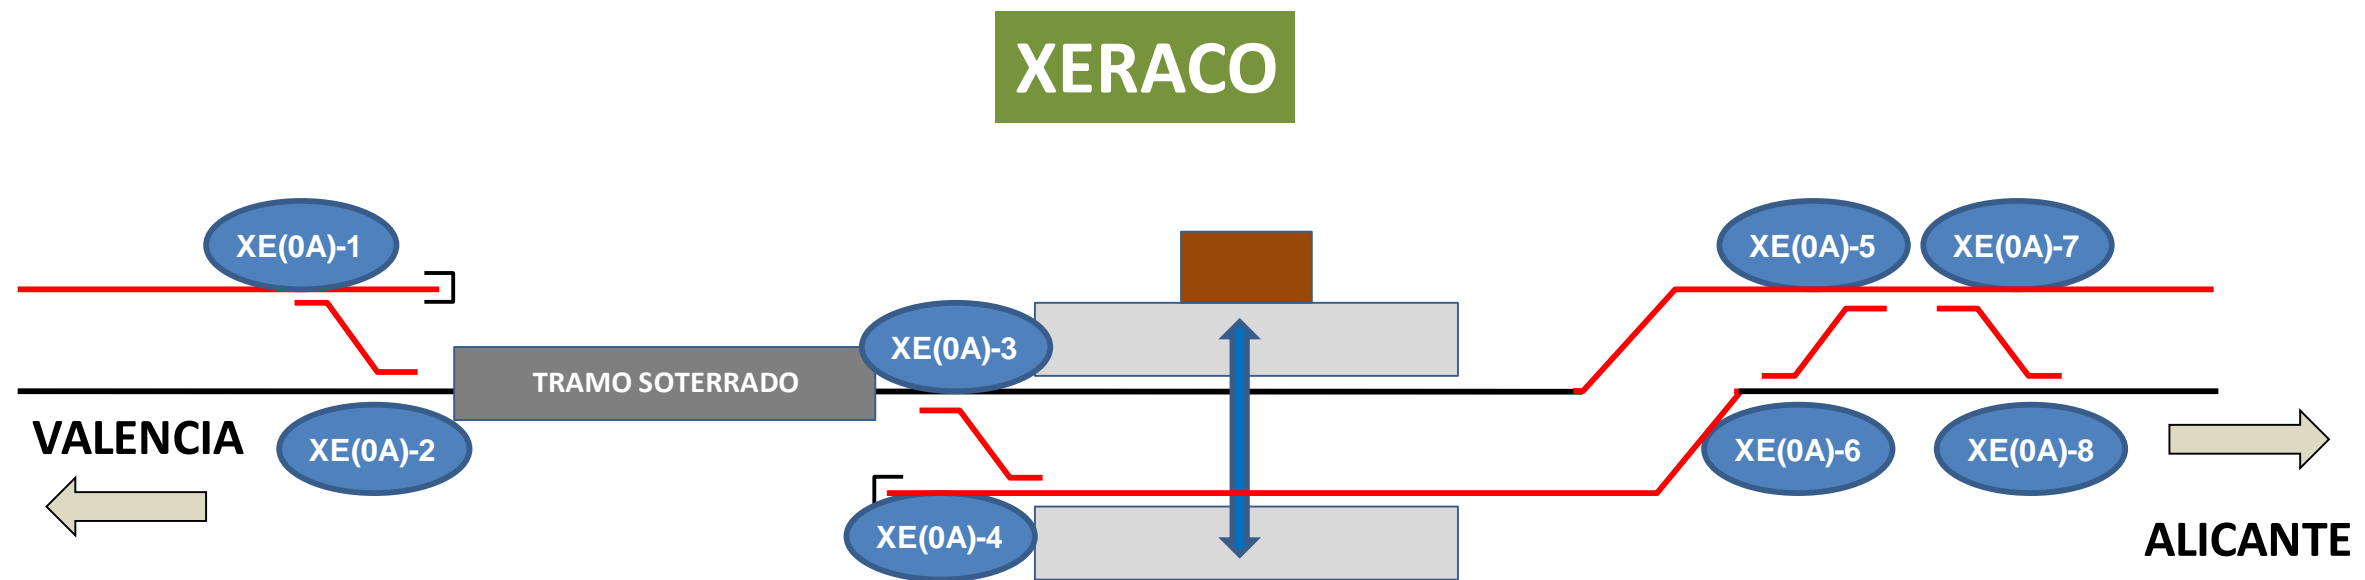 XERACO
XE(0A)-1
XE(0A)-5
XE(0A)-7
XE(0A)-3
TRAMO SOTERRADO
VALENCIA
XE(0A)-2
XE(0A)-6
XE(0A)-8
XE(0A)-4
ALICANTE